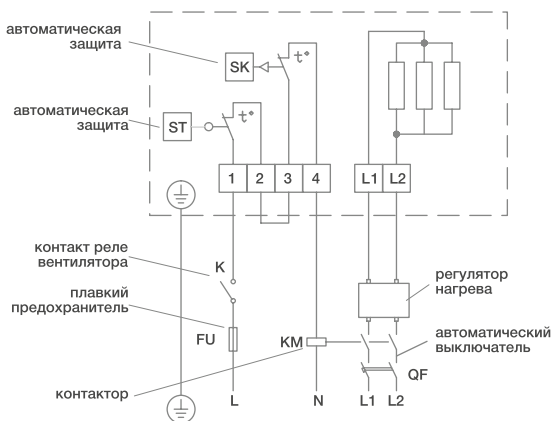 автоматическая
защита
SK
t°
автоматическая
защита
ST
t°
1 2 3 4 L1 L2
контакт реле
вентилятора
K
регулятор
нагрева
плавкий
предохранитель
FU
KM
автоматический
выключатель
QF
контактор
L N L1 L2